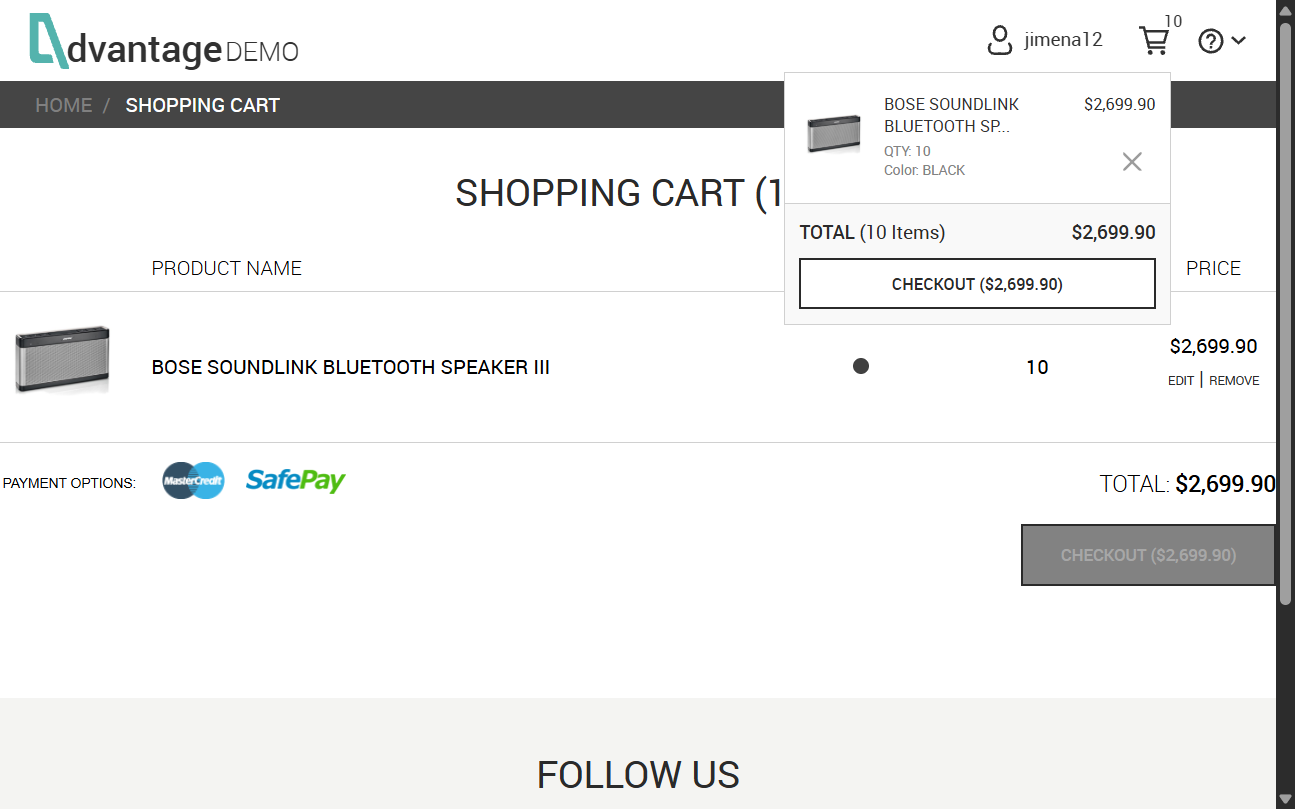 dvantage DEMO
jimena12
10
HOME / SHOPPING CART
BOSE SOUNDLINK
BLUETOOTH SP...
$2,699.90
QTY: 10
Color: BLACK
TOTAL (10 Items) $2,699.90
CHECKOUT ($2,699.90)
SHOPPING CART (1
PRODUCT NAME
PRICE
BOSE SOUNDLINK BLUETOOTH SPEAKER III
10
$2,699.90
EDIT | REMOVE
PAYMENT OPTIONS:
MasterCredit
SafePay
TOTAL: $2,699.90
CHECKOUT ($2,699.90)
FOLLOW US